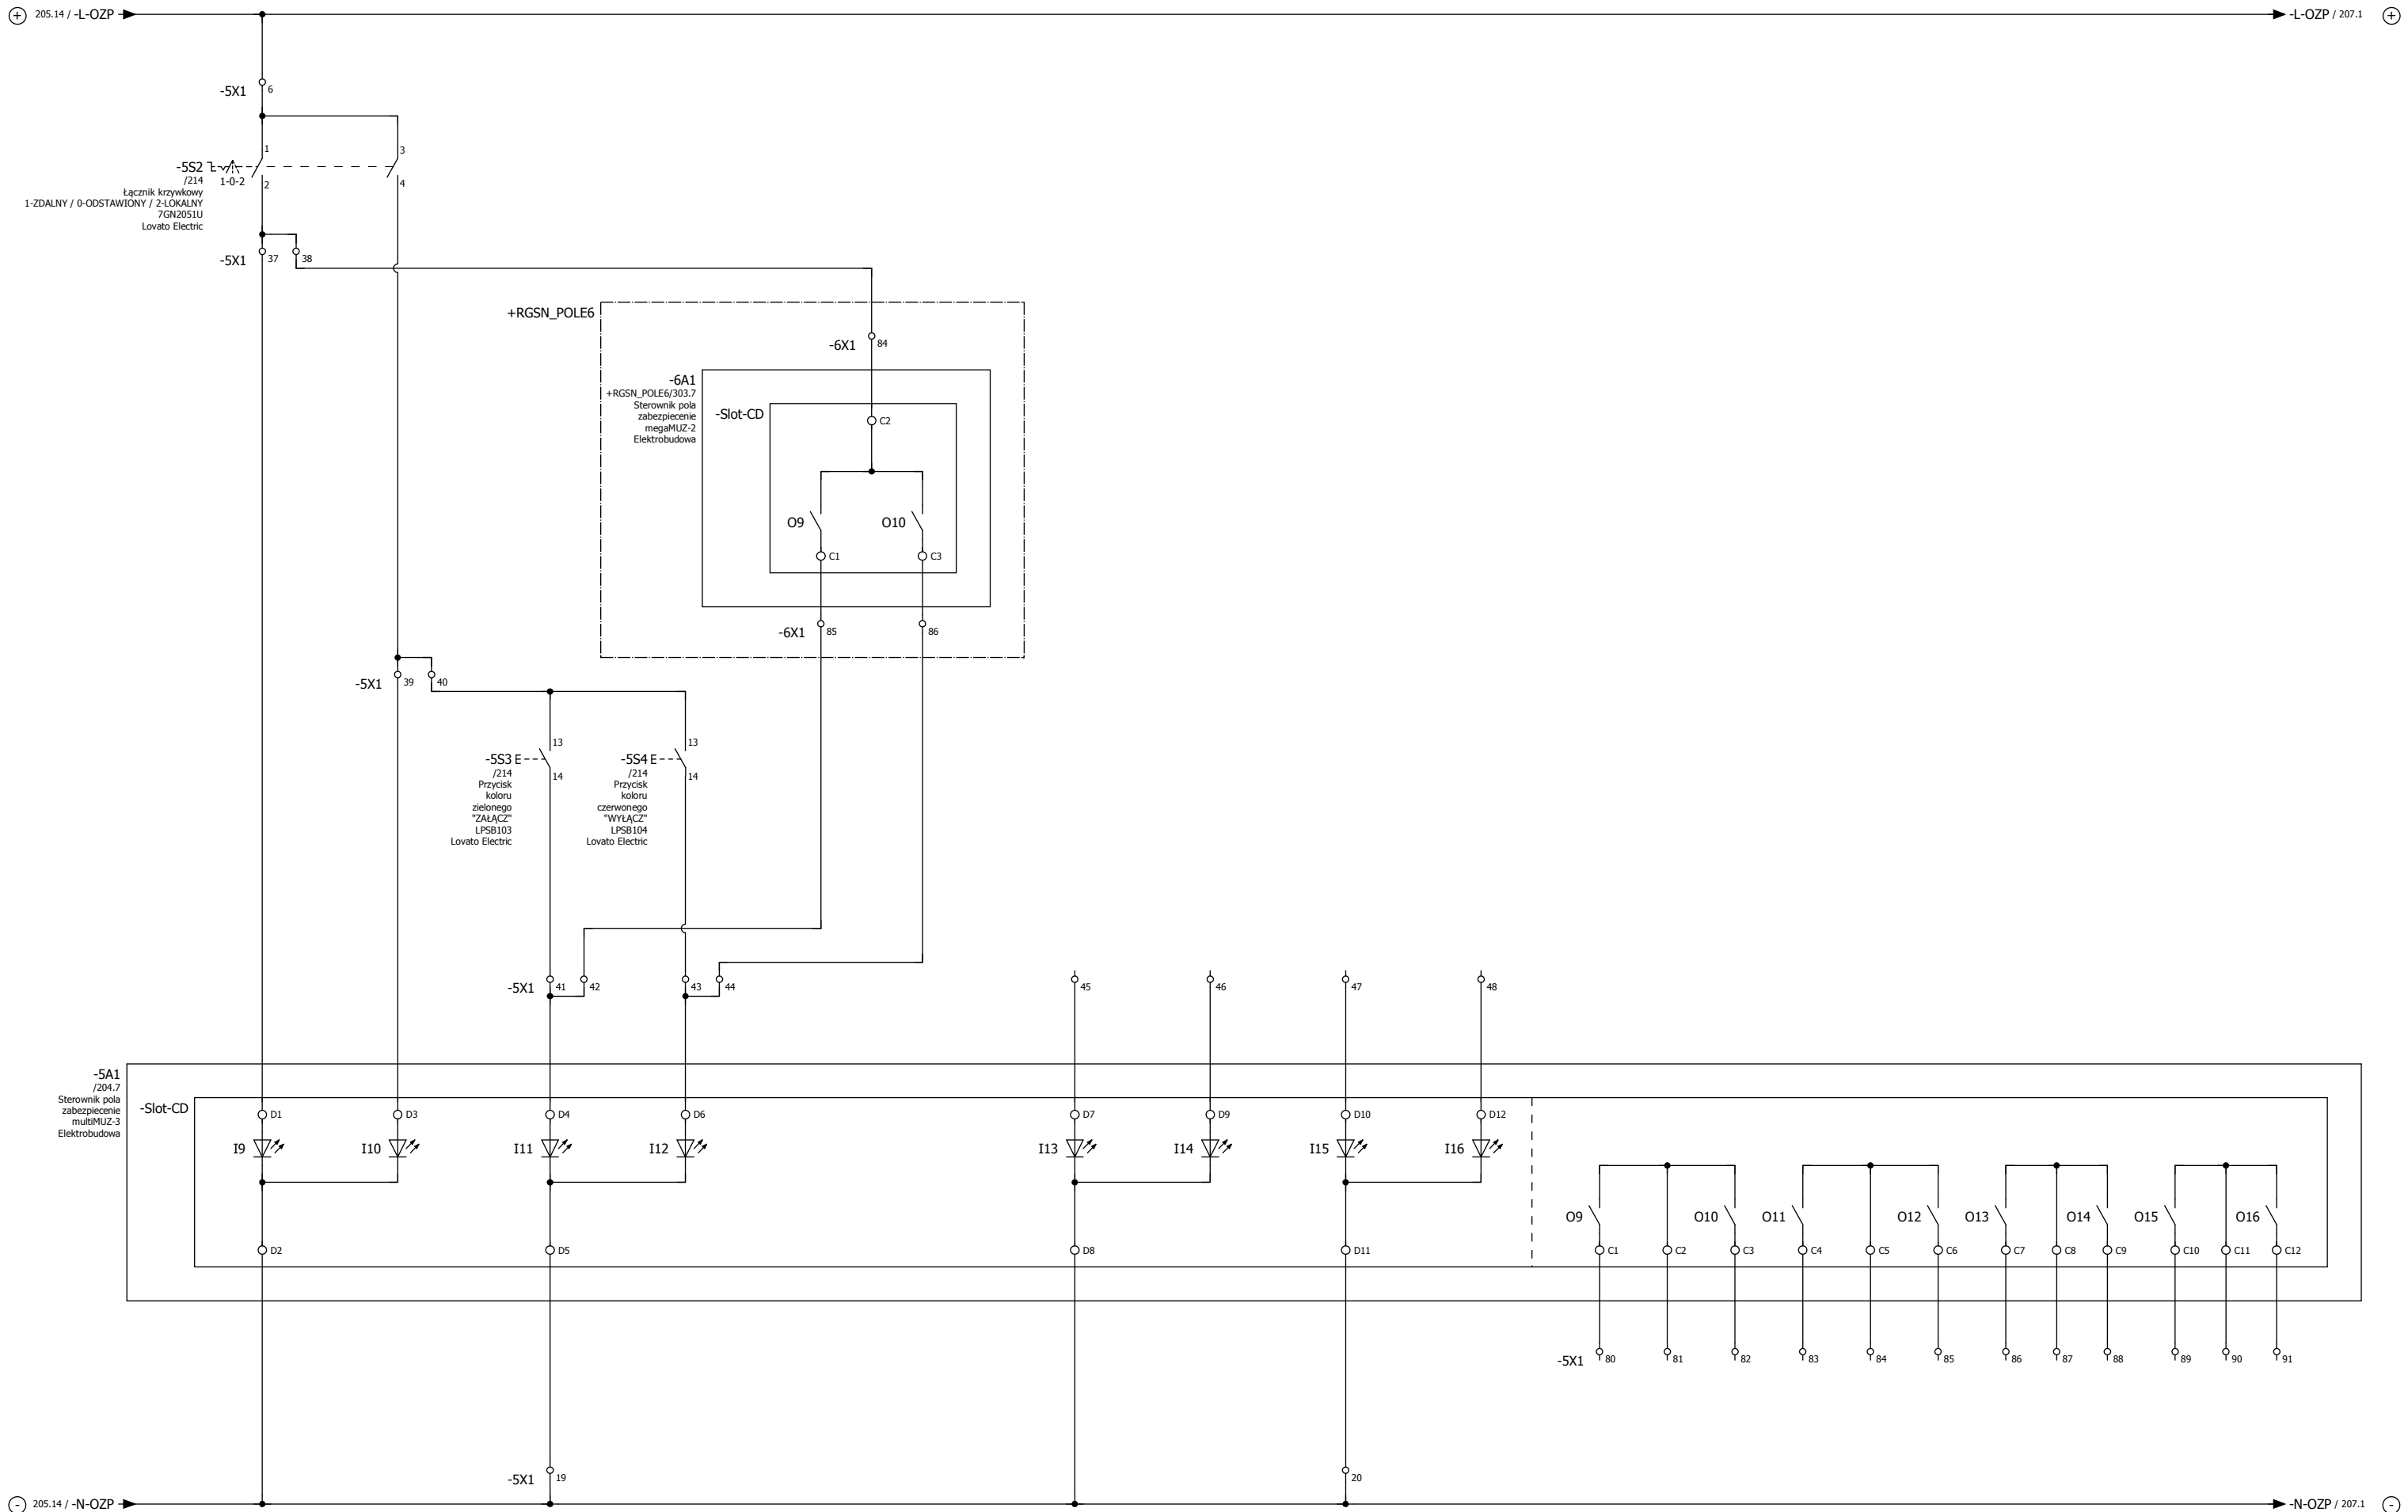 + 205.14 / -L-OZP
-L-OZP / 207.1 +
-5X1 6
1 3
-5S2 1-0-2 2 4
/214
Łącznik krzywkowy
1-ZDALNY / 0-ODSTAWIONY / 2-LOKALNY
7GN2051U
Lovato Electric
-5X1 37 38
+RGSN_POLE6
-6X1 84
-6A1
+RGSN_POLE6/303.7
Sterownik pola
zabezpiecenie
megaMUZ-2
Elektrobudowa
-Slot-CD
C2
O9 O10
C1 C3
-6X1 85 86
-5X1 39 40
-5S3 E 13 14
/214
Przycisk
koloru
zielonego
"ZAŁĄCZ"
LPSB103
Lovato Electric
-5S4 E 13 14
/214
Przycisk
koloru
czerwonego
"WYŁĄCZ"
LPSB104
Lovato Electric
-5X1 41 42 43 44 45 46 47 48
-5A1
/204.7
Sterownik pola
zabezpiecenie
multiMUZ-3
Elektrobudowa
-Slot-CD
D1 D3 D4 D6 D7 D9 D10 D12
I9 I10 I11 I12 I13 I14 I15 I16
O9 O10 O11 O12 O13 O14 O15 O16
D2 D5 D8 D11 C1 C2 C3 C4 C5 C6 C7 C8 C9 C10 C11 C12
-5X1 80 81 82 83 84 85 86 87 88 89 90 91
-5X1 19 20
- 205.14 / -N-OZP
-N-OZP / 207.1 -